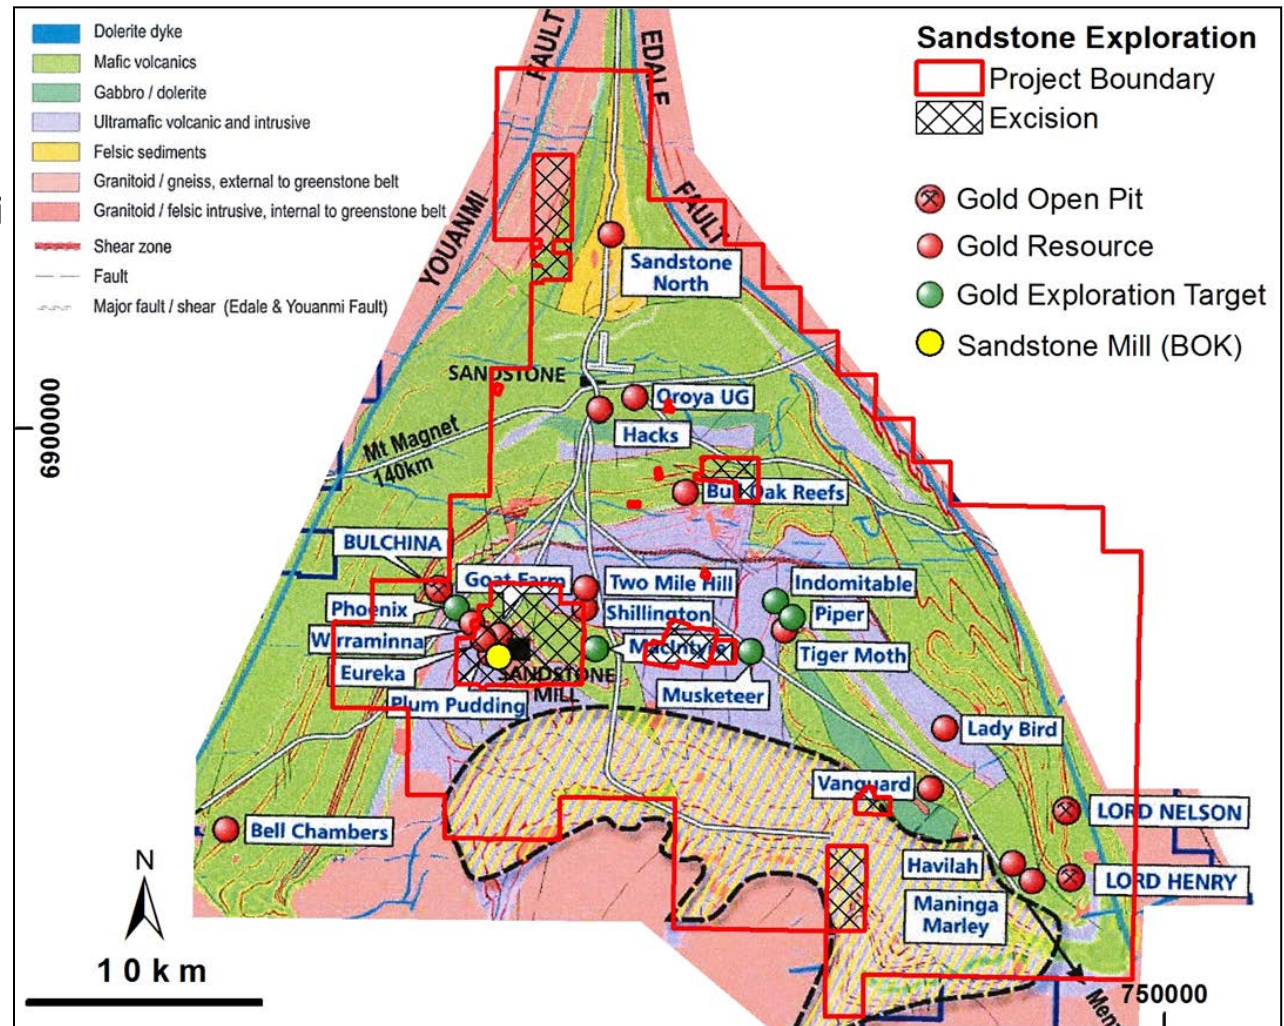 Dolerite dyke
Mafic volcanics
Gabbro / dolerite
Ultramafic volcanic and intrusive
Felsic sediments
Granitoid / gneiss, external to greenstone belt
Granitoid / felsic intrusive, internal to greenstone belt
Shear zone
Fault
Major fault / shear (Edale & Youanmi Fault)
Sandstone Exploration
Project Boundary
Excision
Gold Open Pit
Gold Resource
Gold Exploration Target
Sandstone Mill (BOK)
YOUANMI
FAULT
EDALE
FAULT
Sandstone
North
SANDSTONE
Oroya UG
Hacks
Mt Magnet
140km
6900000
Bull Oak Reefs
BULCHINA
Goat Farm
Two Mile Hill
Indomitable
Phoenix
Shillington
Piper
Wirraminna
MacIntyre
Tiger Moth
Eureka
SANDSTONE
MILL
Musketeer
Plum Pudding
Lady Bird
Vanguard
LORD NELSON
Bell Chambers
Havilah
LORD HENRY
Maninga
Marley
N
10km
750000